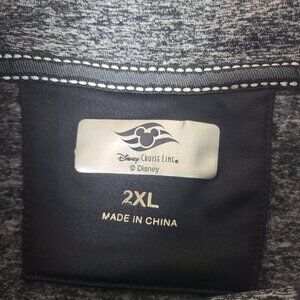 Disney CRUISE LINE®
© Disney
2XL
MADE IN CHINA